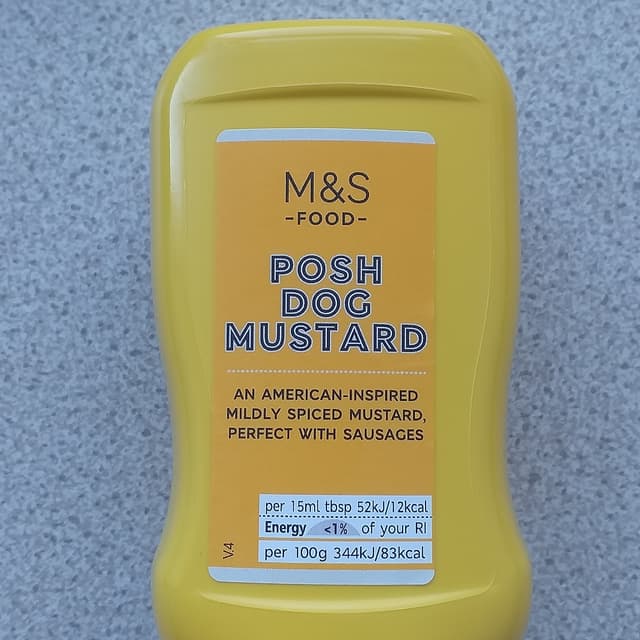 M&S
-FOOD-
POSH
DOG
MUSTARD
AN AMERICAN-INSPIRED
MILDLY SPICED MUSTARD,
PERFECT WITH SAUSAGES
per 15ml tbsp 52kJ/12kcal
Energy <1% of your RI
per 100g 344kJ/83kcal
V.4